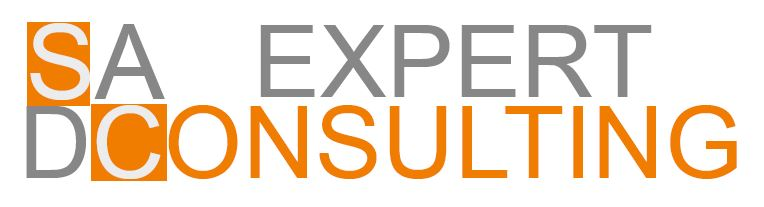 SA EXPERT
DCONSULTING